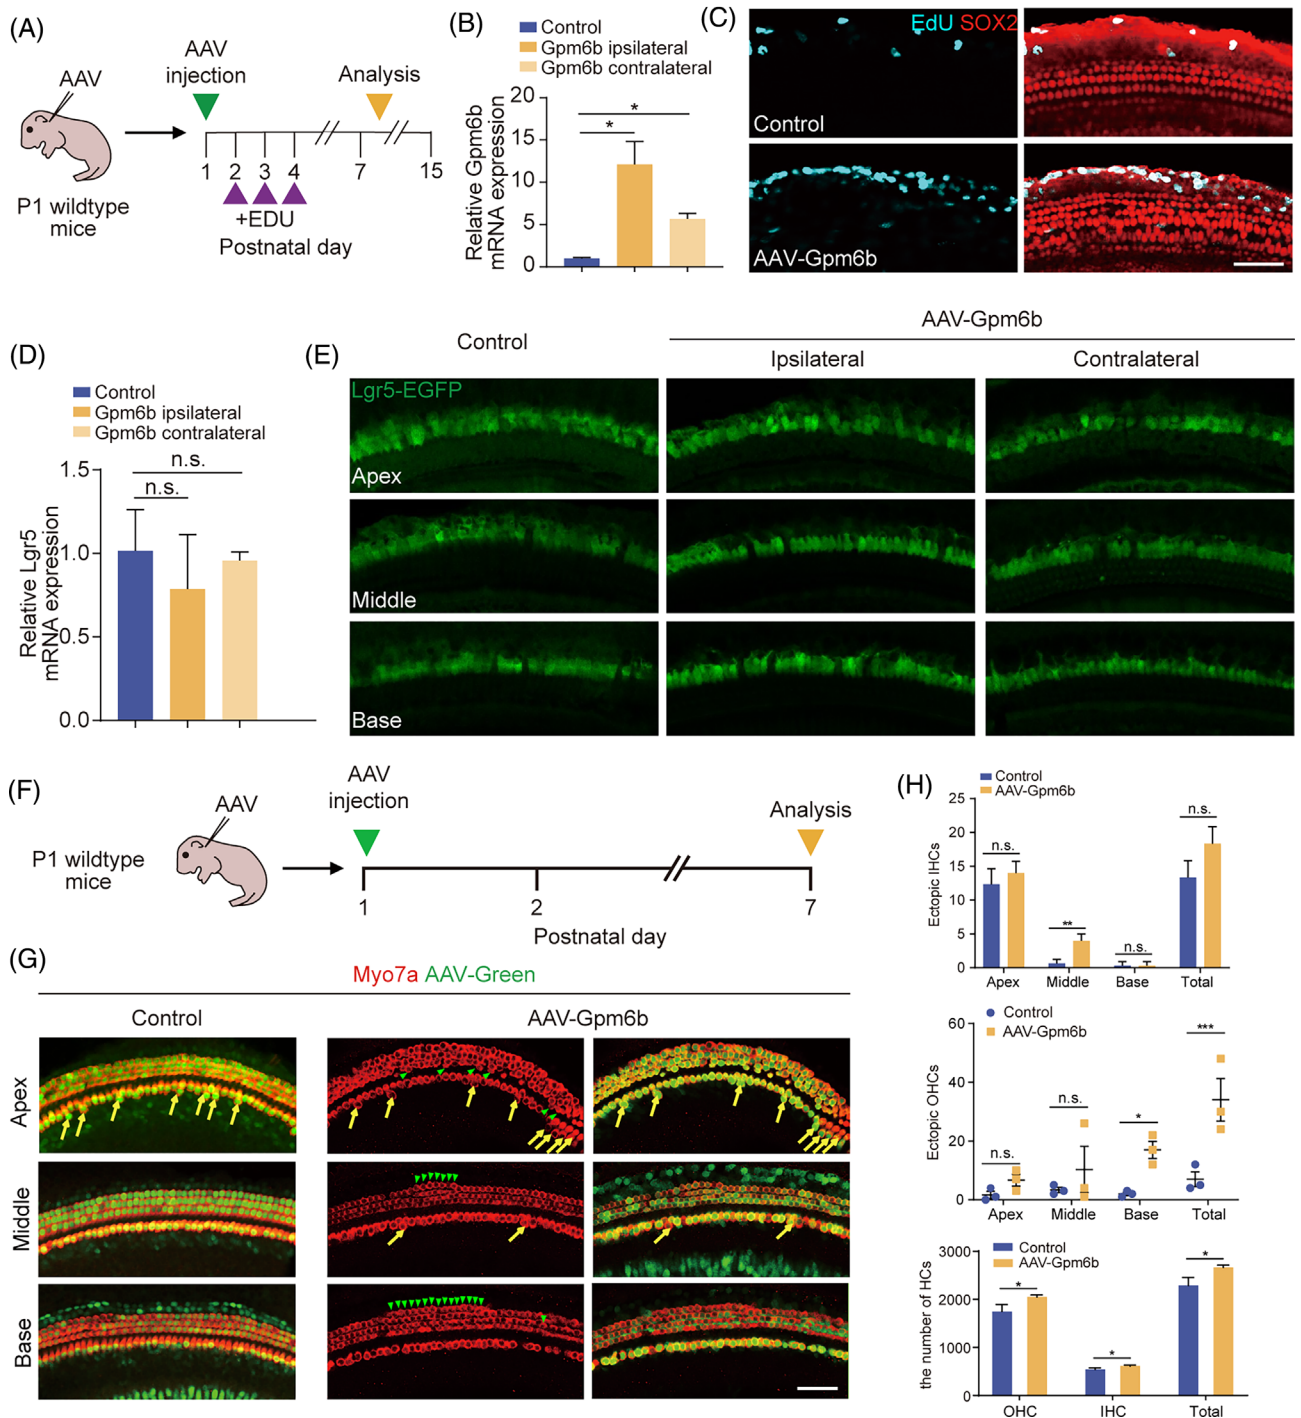 (A)
AAV
AAV
injection
Analysis
P1 wildtype
mice
1
2
3
4
7
15
+EDU
Postnatal day
(B)
Control
Gpm6b ipsilateral
Gpm6b contralateral
Relative Gpm6b
mRNA expression
20
15
10
5
0
*
*
(C)
EdU SOX2
Control
AAV-Gpm6b
(D)
Control
Gpm6b ipsilateral
Gpm6b contralateral
Relative Lgr5
mRNA expression
1.5
1.0
0.5
0.0
n.s.
n.s.
(E)
AAV-Gpm6b
Control
Ipsilateral
Contralateral
Lgr5-EGFP
Apex
Middle
Base
(F)
AAV
P1 wildtype
mice
AAV
injection
Analysis
1
2
7
Postnatal day
(G)
Myo7a AAV-Green
Control
AAV-Gpm6b
Apex
Middle
Base
(H)
Control
AAV-Gpm6b
Ectopic IHCs
25
20
15
10
5
0
n.s.
**
n.s.
n.s.
Apex
Middle
Base
Total
Control
AAV-Gpm6b
Ectopic OHCs
60
40
20
0
n.s.
n.s.
*
***
Apex
Middle
Base
Total
Control
AAV-Gpm6b
the number of HCs
3000
2000
1000
0
*
*
*
OHC
IHC
Total